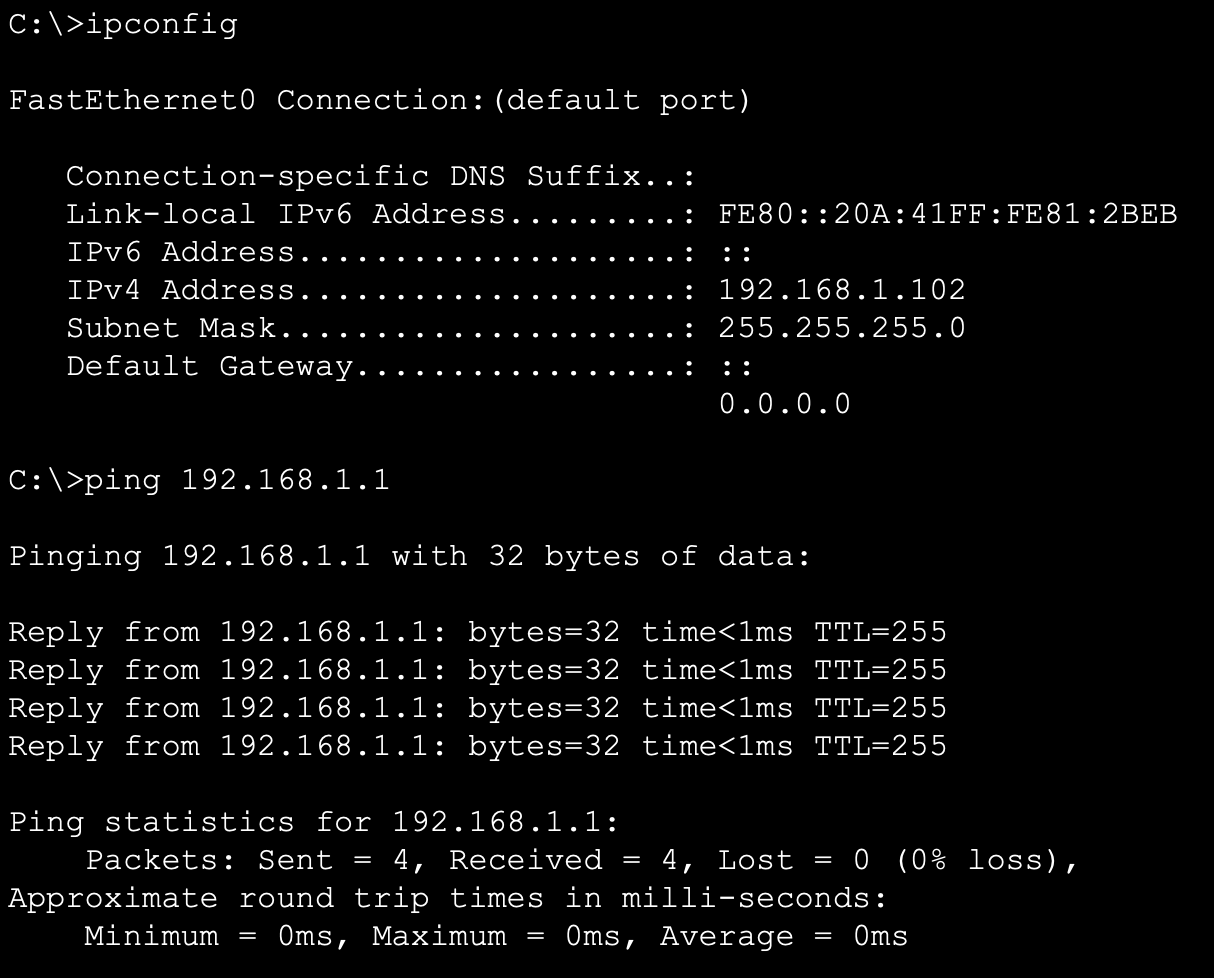 C:\>ipconfig
FastEthernet0 Connection:(default port)
Connection-specific DNS Suffix..:
Link-local IPv6 Address.........: FE80::20A:41FF:FE81:2BEB
IPv6 Address....................: ::
IPv4 Address....................: 192.168.1.102
Subnet Mask.....................: 255.255.255.0
Default Gateway.................: ::
0.0.0.0
C:\>ping 192.168.1.1
Pinging 192.168.1.1 with 32 bytes of data:
Reply from 192.168.1.1: bytes=32 time<1ms TTL=255
Reply from 192.168.1.1: bytes=32 time<1ms TTL=255
Reply from 192.168.1.1: bytes=32 time<1ms TTL=255
Reply from 192.168.1.1: bytes=32 time<1ms TTL=255
Ping statistics for 192.168.1.1:
Packets: Sent = 4, Received = 4, Lost = 0 (0% loss),
Approximate round trip times in milli-seconds:
Minimum = 0ms, Maximum = 0ms, Average = 0ms